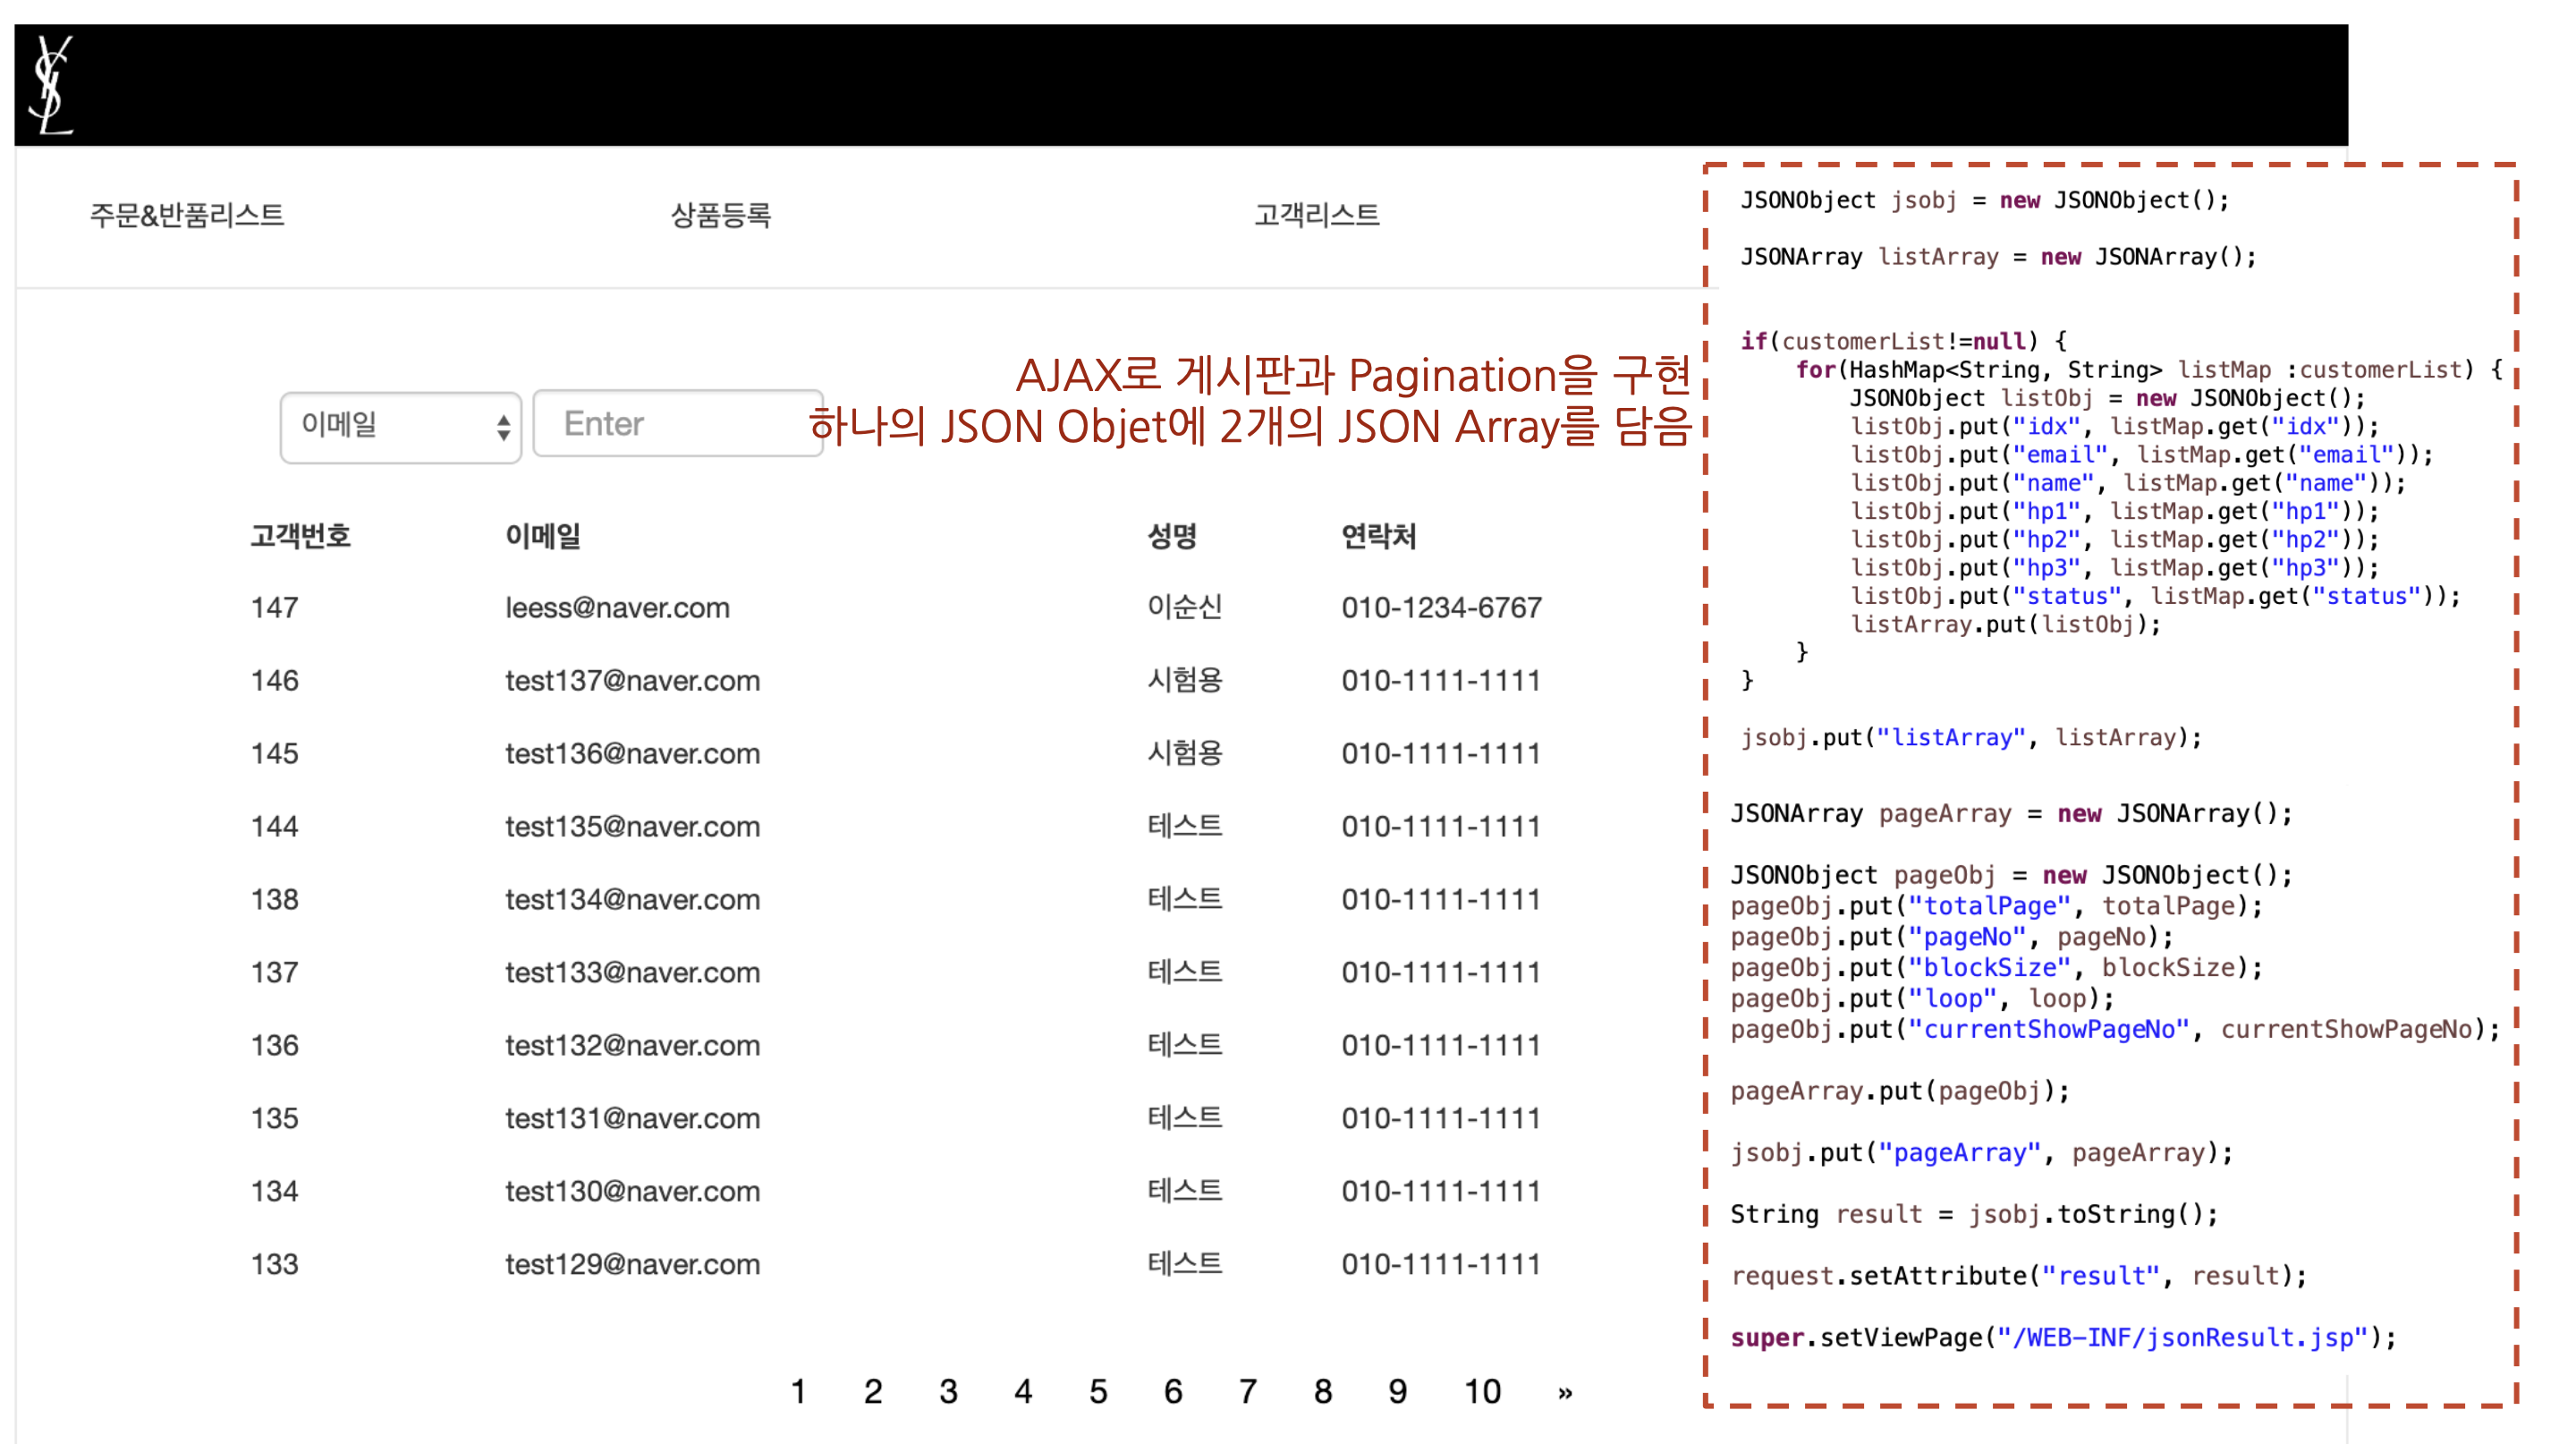 YSL
주문&반품리스트 상품등록 고객리스트
AJAX로 게시판과 Pagination을 구현
하나의 JSON Objet에 2개의 JSON Array를 담음
이메일 Enter
고객번호 이메일 성명 연락처
147 leess@naver.com 이순신 010-1234-6767
146 test137@naver.com 시험용 010-1111-1111
145 test136@naver.com 시험용 010-1111-1111
144 test135@naver.com 테스트 010-1111-1111
138 test134@naver.com 테스트 010-1111-1111
137 test133@naver.com 테스트 010-1111-1111
136 test132@naver.com 테스트 010-1111-1111
135 test131@naver.com 테스트 010-1111-1111
134 test130@naver.com 테스트 010-1111-1111
133 test129@naver.com 테스트 010-1111-1111
1 2 3 4 5 6 7 8 9 10 »
JSONObject jsobj = new JSONObject();
JSONArray listArray = new JSONArray();
if(customerList!=null) {
for(HashMap<String, String> listMap :customerList) {
JSONObject listObj = new JSONObject();
listObj.put("idx", listMap.get("idx"));
listObj.put("email", listMap.get("email"));
listObj.put("name", listMap.get("name"));
listObj.put("hp1", listMap.get("hp1"));
listObj.put("hp2", listMap.get("hp2"));
listObj.put("hp3", listMap.get("hp3"));
listObj.put("status", listMap.get("status"));
listArray.put(listObj);
}
}
jsobj.put("listArray", listArray);
JSONArray pageArray = new JSONArray();
JSONObject pageObj = new JSONObject();
pageObj.put("totalPage", totalPage);
pageObj.put("pageNo", pageNo);
pageObj.put("blockSize", blockSize);
pageObj.put("loop", loop);
pageObj.put("currentShowPageNo", currentShowPageNo);
pageArray.put(pageObj);
jsobj.put("pageArray", pageArray);
String result = jsobj.toString();
request.setAttribute("result", result);
super.setViewPage("/WEB-INF/jsonResult.jsp");